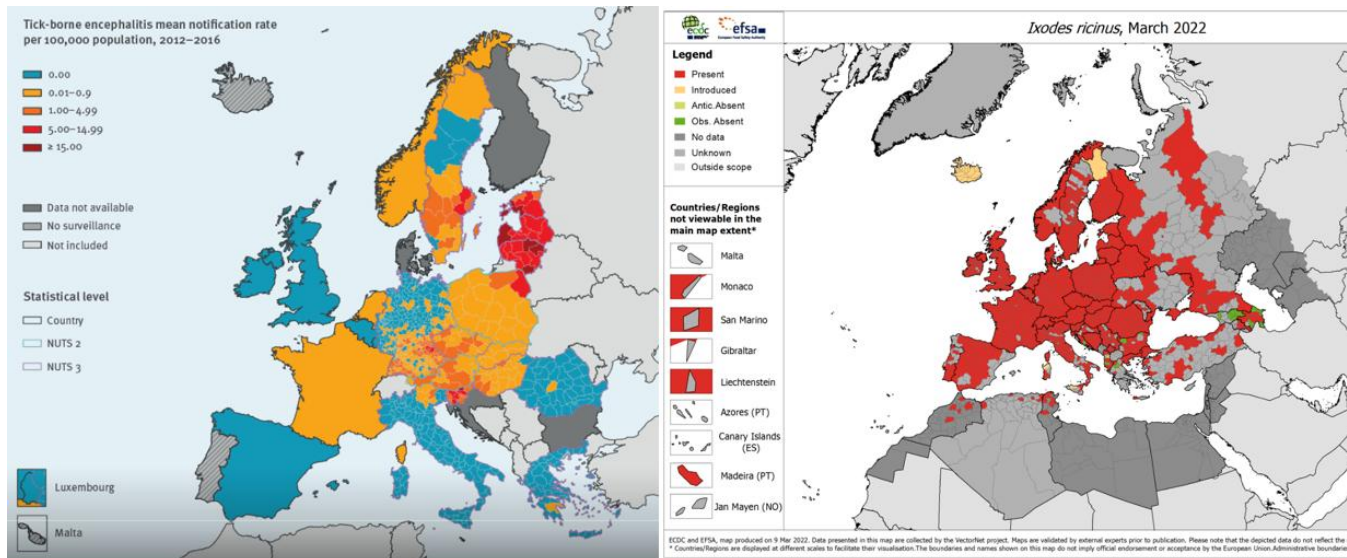 Tick-borne encephalitis mean notification rate
per 100,000 population, 2012–2016
0.00
0.01–0.9
1.00–4.99
5.00–14.99
≥ 15.00
Data not available
No surveillance
Not included
Statistical level
Country
NUTS 2
NUTS 3
Luxembourg
Malta
ecdc
efsa
European Food Safety Authority
Ixodes ricinus, March 2022
Legend
Present
Introduced
Antic. Absent
Obs. Absent
No data
Unknown
Outside scope
Countries/Regions
not viewable in the
main map extent*
Malta
Monaco
San Marino
Gibraltar
Liechtenstein
Azores (PT)
Canary Islands
(ES)
Madeira (PT)
Jan Mayen (NO)
ECDC and EFSA, map produced on 9 Mar 2022. Data presented in this map are collected by the VectorNet project. Maps are validated by external experts prior to publication. Please note that the depicted data do not reflect the
* Countries/Regions are displayed at different scales to facilitate their visualisation. The boundaries and names shown on this map do not imply official endorsement or acceptance by the European Union. Administrative boundaries